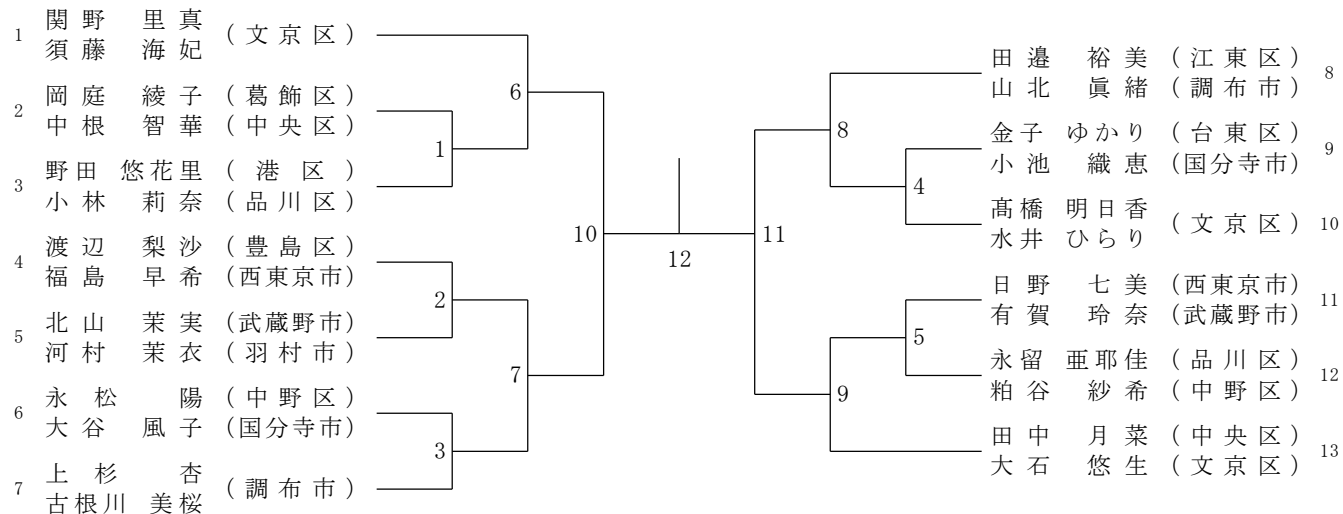 1 関野 里真 (文京区)
須藤 海妃
2 岡庭 綾子 (葛飾区)
中根 智華 (中央区)
3 野田 悠花里 (港区)
小林 莉奈 (品川区)
4 渡辺 梨沙 (豊島区)
福島 早希 (西東京市)
5 北山 茉実 (武蔵野市)
河村 茉衣 (羽村市)
6 永松 陽 (中野区)
大谷 風子 (国分寺市)
7 上杉 杏 (調布市)
古根川 美桜
6
1
10
2
7
3
12
11
8
4
5
9
田邉 裕美 (江東区) 8
山北 眞緒 (調布市)
金子 ゆかり (台東区) 9
小池 織恵 (国分寺市)
髙橋 明日香 (文京区) 10
水井 ひらり
日野 七美 (西東京市) 11
有賀 玲奈 (武蔵野市)
永留 亜耶佳 (品川区) 12
粕谷 紗希 (中野区)
田中 月菜 (中央区) 13
大石 悠生 (文京区)